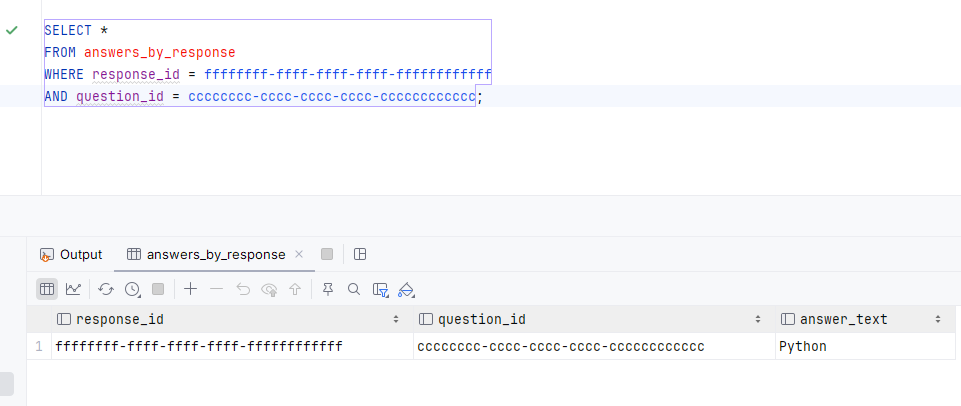 SELECT *
FROM answers_by_response
WHERE response_id = ffffffff-ffff-ffff-ffff-ffffffffffff
AND question_id = cccccccc-cccc-cccc-cccc-cccccccccccc;
Output answers_by_response
response_id question_id answer_text
1 ffffffff-ffff-ffff-ffff-ffffffffffff cccccccc-cccc-cccc-cccc-cccccccccccc Python